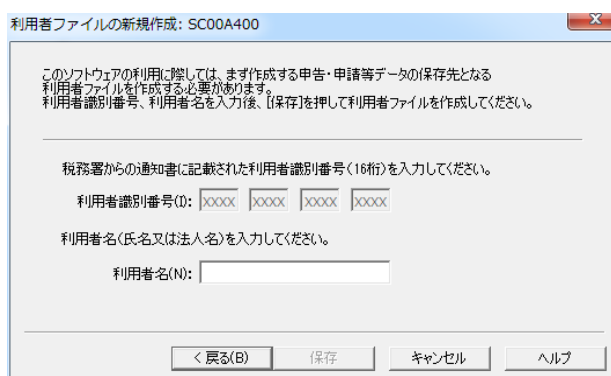 利用者ファイルの新規作成: SC00A400
このソフトウェアの利用に際しては、まず作成する申告・申請等データの保存先となる
利用者ファイルを作成する必要があります。
利用者識別番号、利用者名を入力後、[保存]を押して利用者ファイルを作成してください。
税務署からの通知書に記載された利用者識別番号(16桁)を入力してください。
利用者識別番号(I): xxxx xxxx xxxx xxxx
利用者名(氏名又は法人名)を入力してください。
利用者名(N):
< 戻る(B) 保存 キャンセル ヘルプ